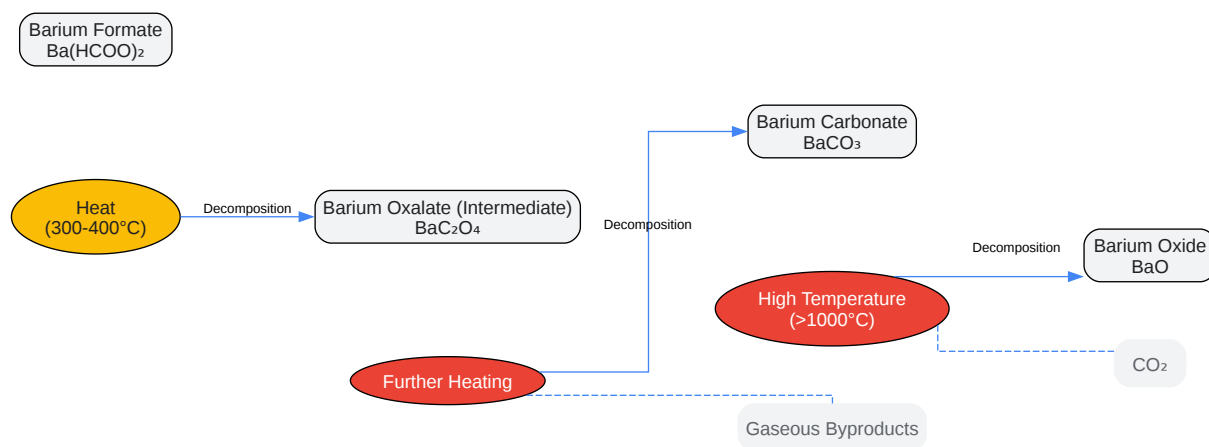 Barium Formate
Ba(HCOO)₂
Barium Carbonate
BaCO₃
Heat
(300-400°C)
Decomposition
Barium Oxalate (Intermediate)
BaC₂O₄
Decomposition
Decomposition
Barium Oxide
BaO
High Temperature
(>1000°C)
CO₂
Further Heating
Gaseous Byproducts